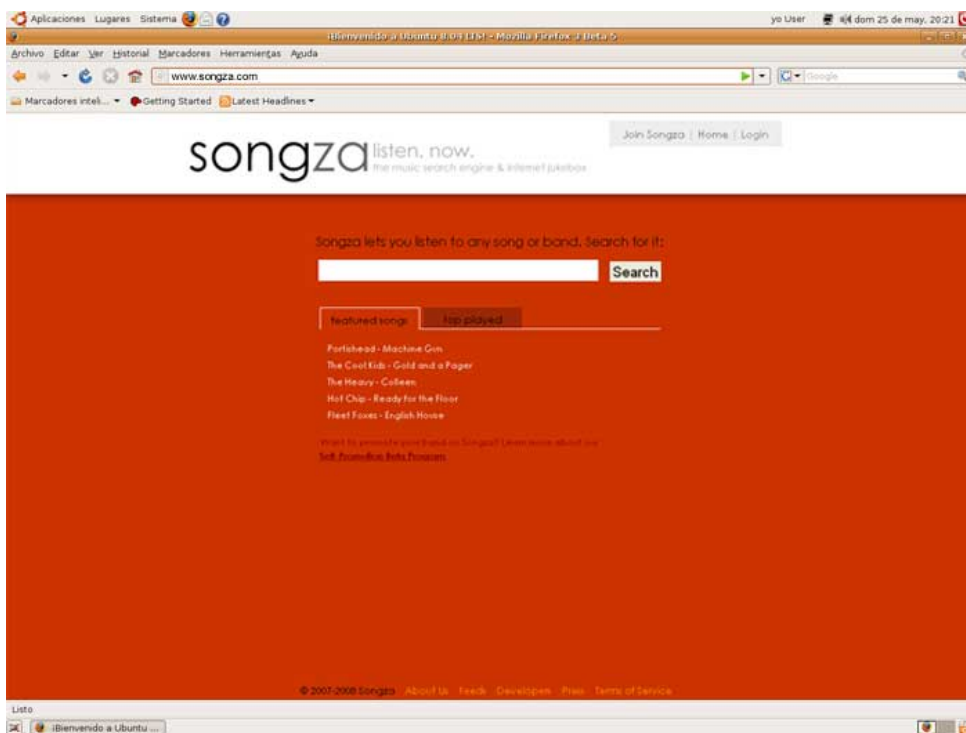 Aplicaciones Lugares Sistema yo User dom 25 de may, 20:21
¡Bienvenido a Ubuntu 8.04 LTS! - Mozilla Firefox 3 Beta 5
Archivo Editar Ver Historial Marcadores Herramientas Ayuda
www.songza.com Google
Marcadores inteli... Getting Started Latest Headlines
Join Songza | Home | Login
songza listen. now.
the music search engine & internet jukebox
Songza lets you listen to any song or band. Search for it:
Search
featured songs top played
Portishead - Machine Gun
The Cool Kids - Gold and a Pager
The Heavy - Colleen
Hot Chip - Ready for the Floor
Fleet Foxes - English House
Want to promote your band on Songza? Learn more about our
Self-Promotion Beta Program
© 2007-2008 Songza About Us Feeds Developers Press Terms of Service
Listo
¡Bienvenido a Ubuntu ...